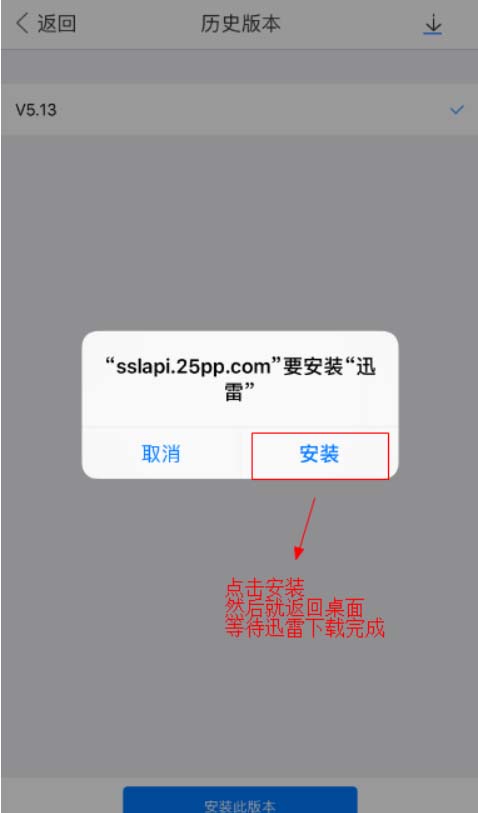 返回
历史版本
V5.13
“sslapi.25pp.com”要安装“迅
雷”
取消
安装
点击安装
然后就返回桌面
等待迅雷下载完成
安装此版本